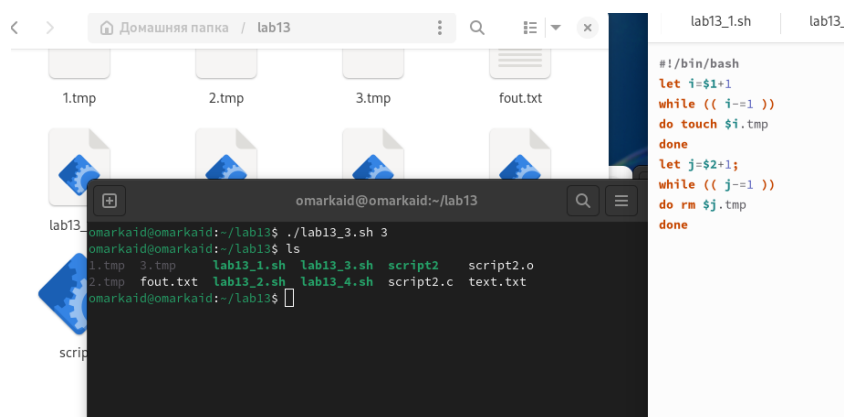 Домашняя папка / lab13
1.tmp 2.tmp 3.tmp fout.txt
lab13_
scrip
omarkaid@omarkaid:~/lab13
omarkaid@omarkaid:~/lab13$ ./lab13_3.sh 3
omarkaid@omarkaid:~/lab13$ ls
1.tmp 3.tmp lab13_1.sh lab13_3.sh script2 script2.o
2.tmp fout.txt lab13_2.sh lab13_4.sh script2.c text.txt
omarkaid@omarkaid:~/lab13$
lab13_1.sh lab13_
#!/bin/bash
let i=$1+1
while (( i-=1 ))
do touch $i.tmp
done
let j=$2+1;
while (( j-=1 ))
do rm $j.tmp
done